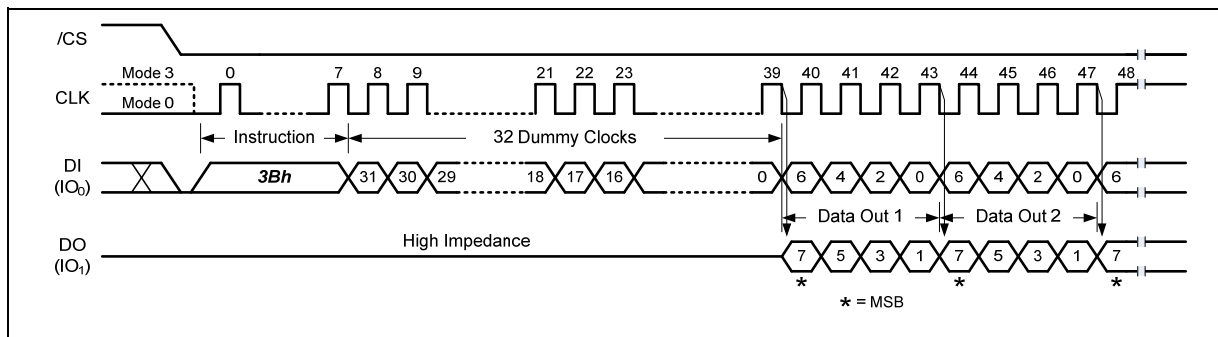 /CS
Mode 3 0 7 8 9 21 22 23 39 40 41 42 43 44 45 46 47 48
CLK Mode 0
Instruction 32 Dummy Clocks
DI
(IO0) 3Bh 31 30 29 18 17 16 0 6 4 2 0 6 4 2 0 6
Data Out 1 Data Out 2
DO
(IO1) High Impedance 7 5 3 1 7 5 3 1 7
* * *
* = MSB